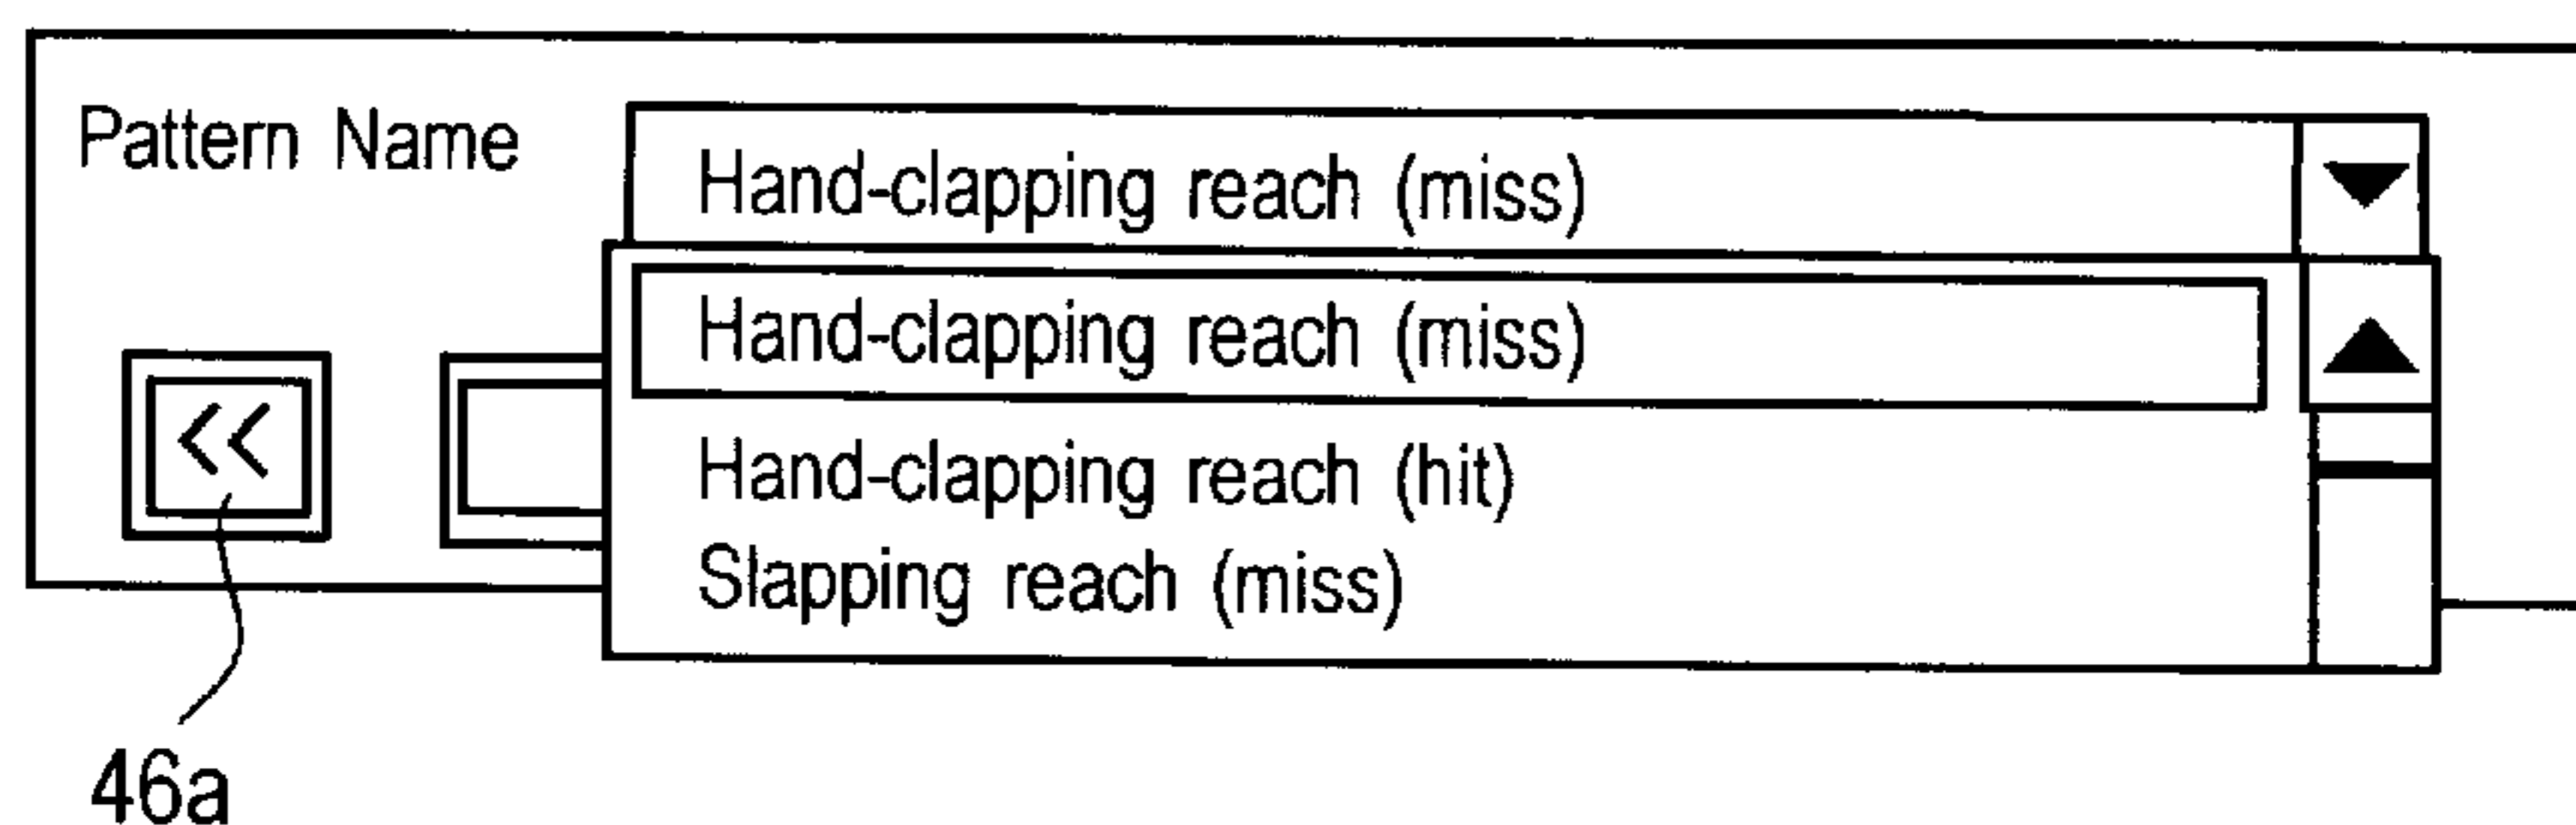 Pattern Name
Hand-clapping reach (miss)
Hand-clapping reach (miss)
<<
Hand-clapping reach (hit)
Slapping reach (miss)
46a